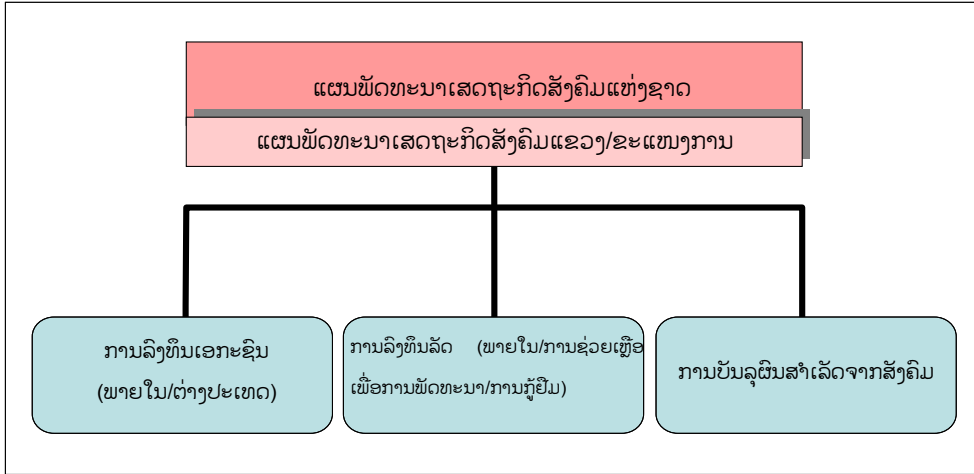 ແຜນພັດທະນາເສດຖະກິດສັງຄົມແຫ່ງຊາດ
ແຜນພັດທະນາເສດຖະກິດສັງຄົມແຂວງ/ຂະແໜງການ
ການລົງທຶນເອກະຊົນ
(ພາຍໃນ/ຕ່າງປະເທດ)
ການລົງທຶນລັດ (ພາຍໃນ/ການຊ່ວຍເຫຼືອ
ເພື່ອການພັດທະນາ/ການກູ້ຢືມ)
ການບັນລຸຜົນສຳເລັດຈາກສັງຄົມ